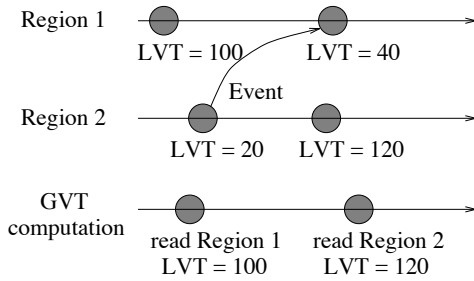 Region 1
LVT = 100
LVT = 40
Event
Region 2
LVT = 20
LVT = 120
GVT
computation
read Region 1
LVT = 100
read Region 2
LVT = 120